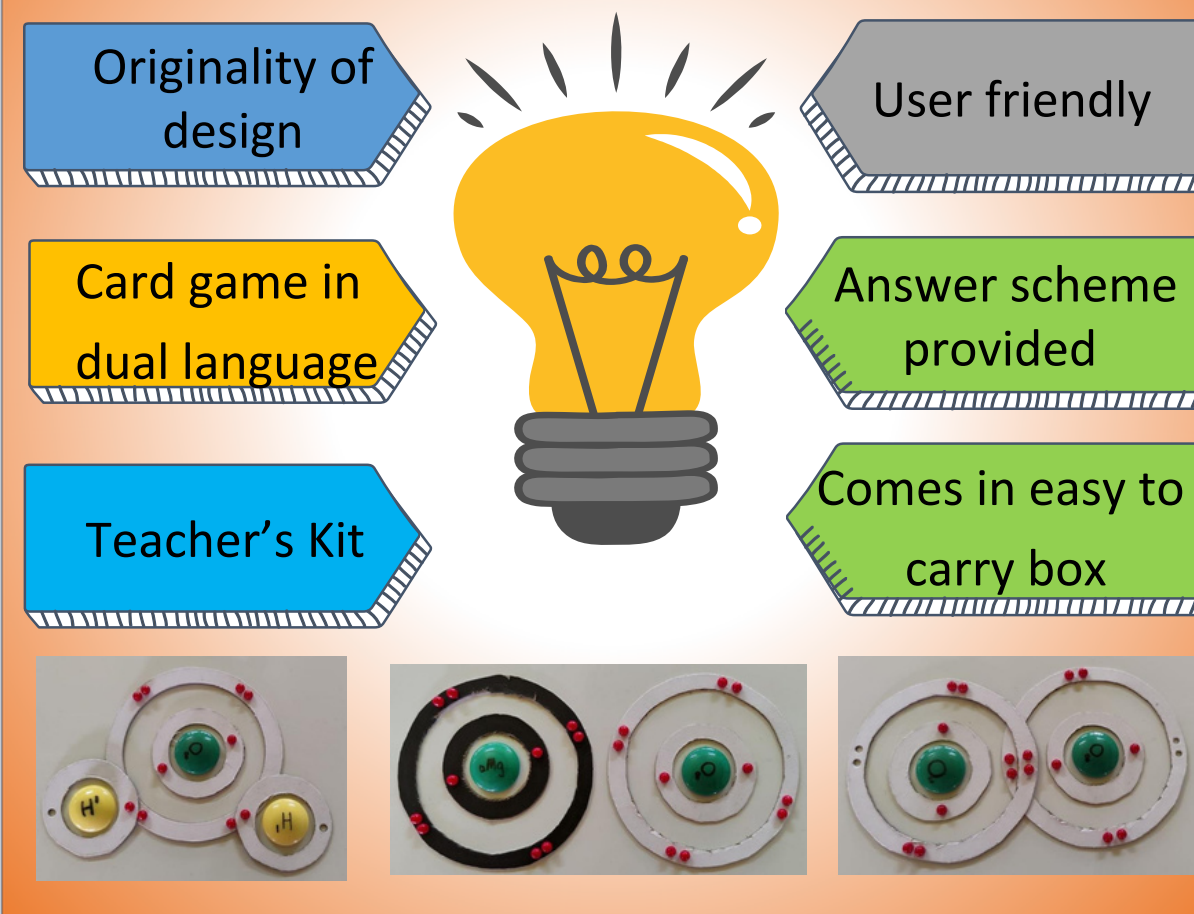 Originality of
design
User friendly
Card game in
dual language
Answer scheme
provided
Teacher’s Kit
Comes in easy to
carry box
H
H
O
Mg
O
O
O